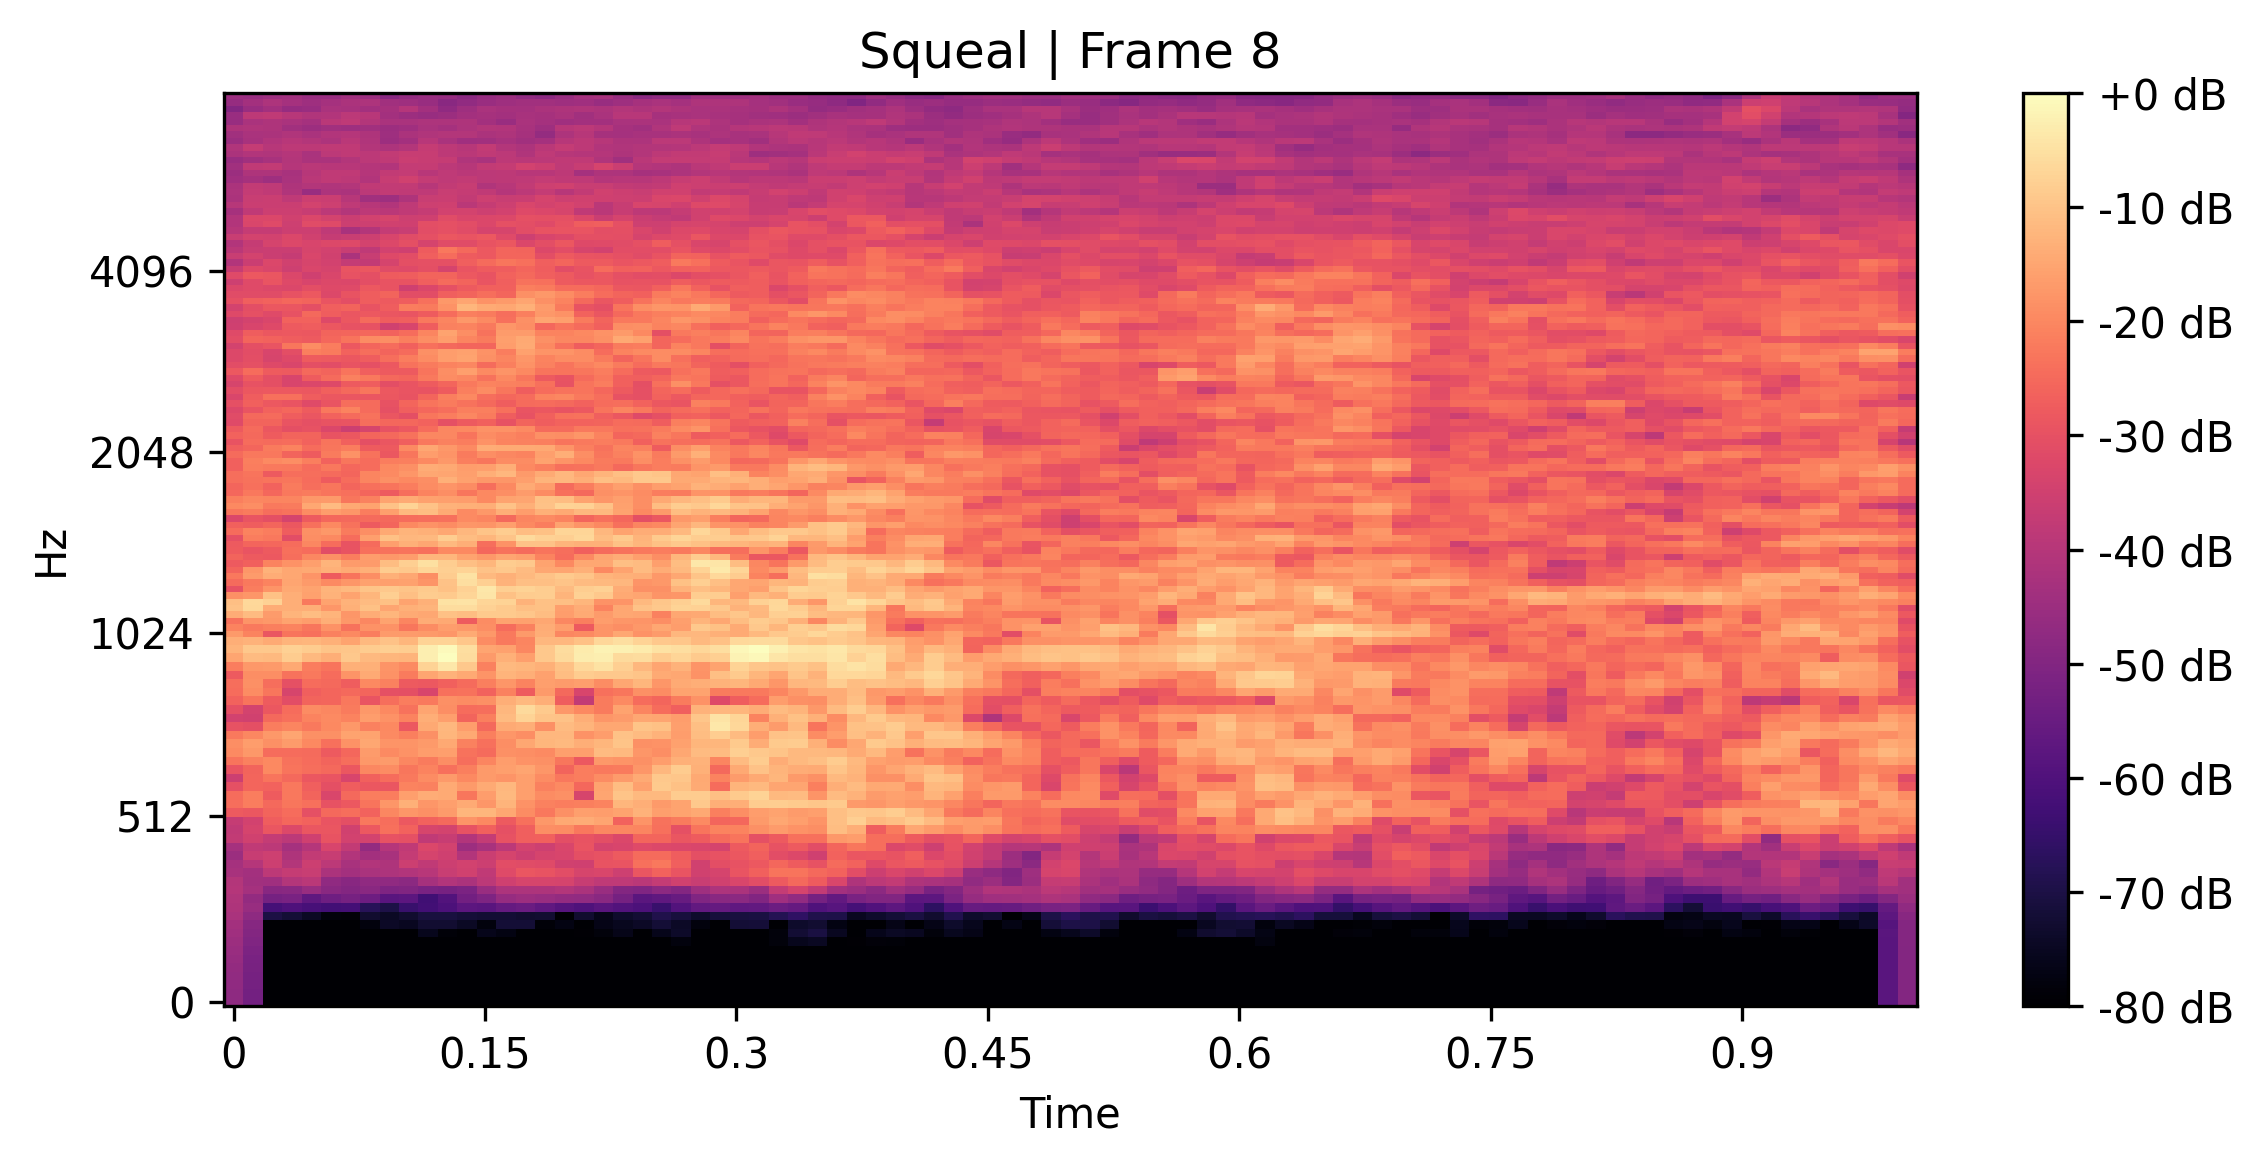 Squeal | Frame 8
+0 dB
-10 dB
-20 dB
-30 dB
-40 dB
-50 dB
-60 dB
-70 dB
-80 dB
Hz
4096
2048
1024
512
0
0 0.15 0.3 0.45 0.6 0.75 0.9
Time